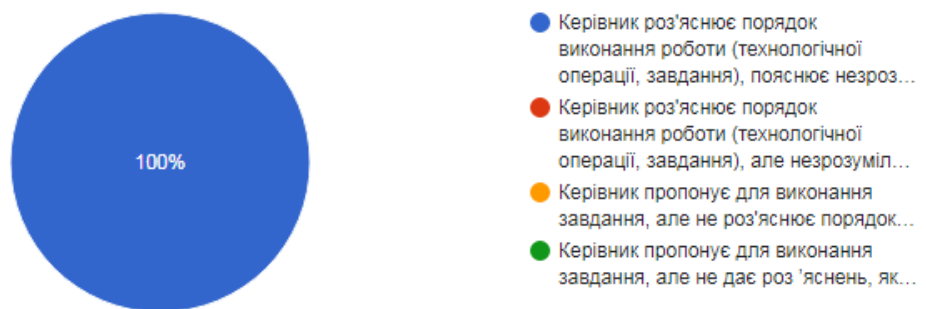 100%
Керівник роз'яснює порядок
виконання роботи (технологічної
операції, завдання), пояснює незроз…
Керівник роз'яснює порядок
виконання роботи (технологічної
операції, завдання), але незрозуміл…
Керівник пропонує для виконання
завдання, але не роз'яснює порядок…
Керівник пропонує для виконання
завдання, але не дає роз 'яснень, як…